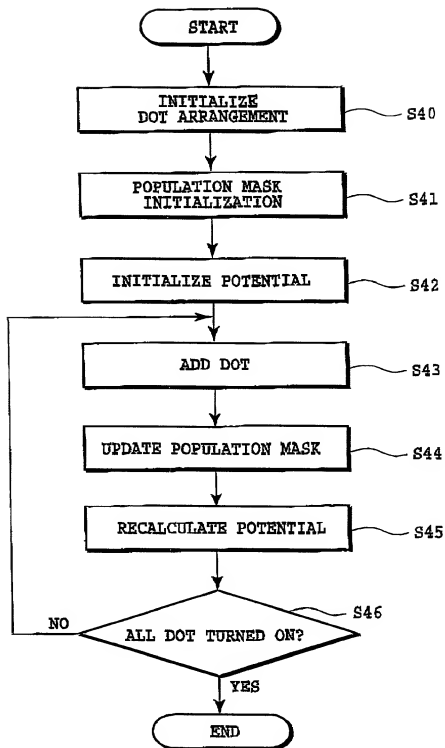 START
INITIALIZE
DOT ARRANGEMENT
S40
POPULATION MASK
INITIALIZATION
S41
INITIALIZE POTENTIAL
S42
ADD DOT
S43
UPDATE POPULATION MASK
S44
RECALCULATE POTENTIAL
S45
S46
NO
ALL DOT TURNED ON?
YES
END